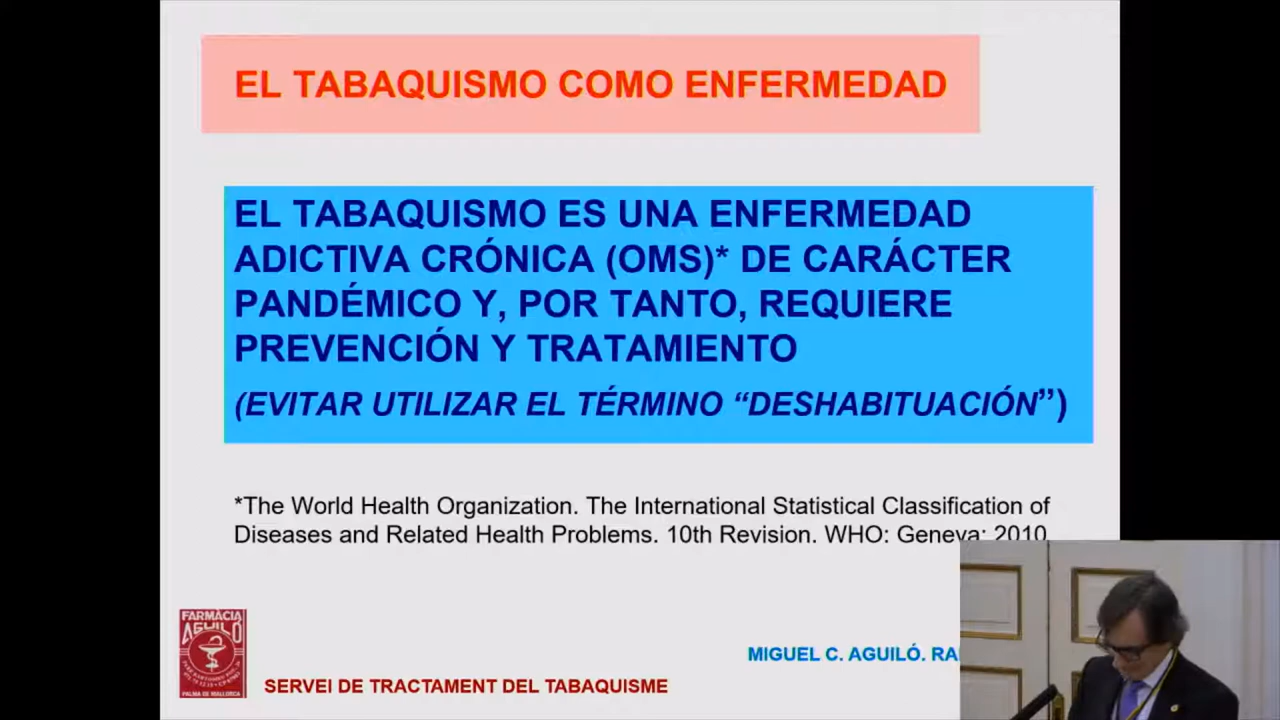 EL TABAQUISMO COMO ENFERMEDAD
EL TABAQUISMO ES UNA ENFERMEDAD
ADICTIVA CRÓNICA (OMS)* DE CARÁCTER
PANDÉMICO Y, POR TANTO, REQUIERE
PREVENCIÓN Y TRATAMIENTO
(EVITAR UTILIZAR EL TÉRMINO “DESHABITUACIÓN”)
*The World Health Organization. The International Statistical Classification of
Diseases and Related Health Problems. 10th Revision. WHO: Geneva; 2010.
FARMÀCIA
AGUILÓ
PALMA DE MALLORCA
MIGUEL C. AGUILÓ.
SERVEI DE TRACTAMENT DEL TABAQUISME